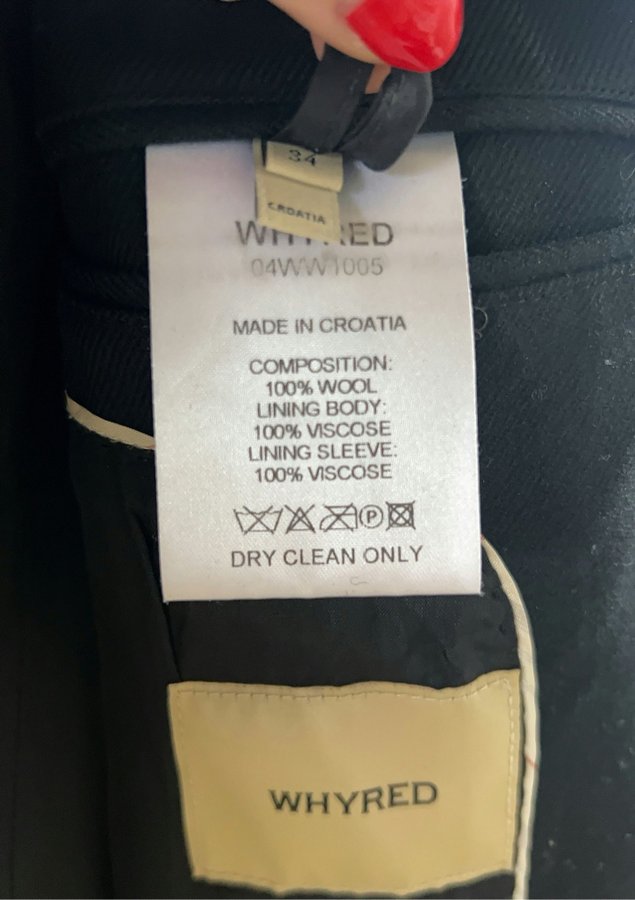 34
CROATIA
WHYRED
04WW1005
MADE IN CROATIA
COMPOSITION:
100% WOOL
LINING BODY:
100% VISCOSE
LINING SLEEVE:
100% VISCOSE
P
DRY CLEAN ONLY
WHYRED